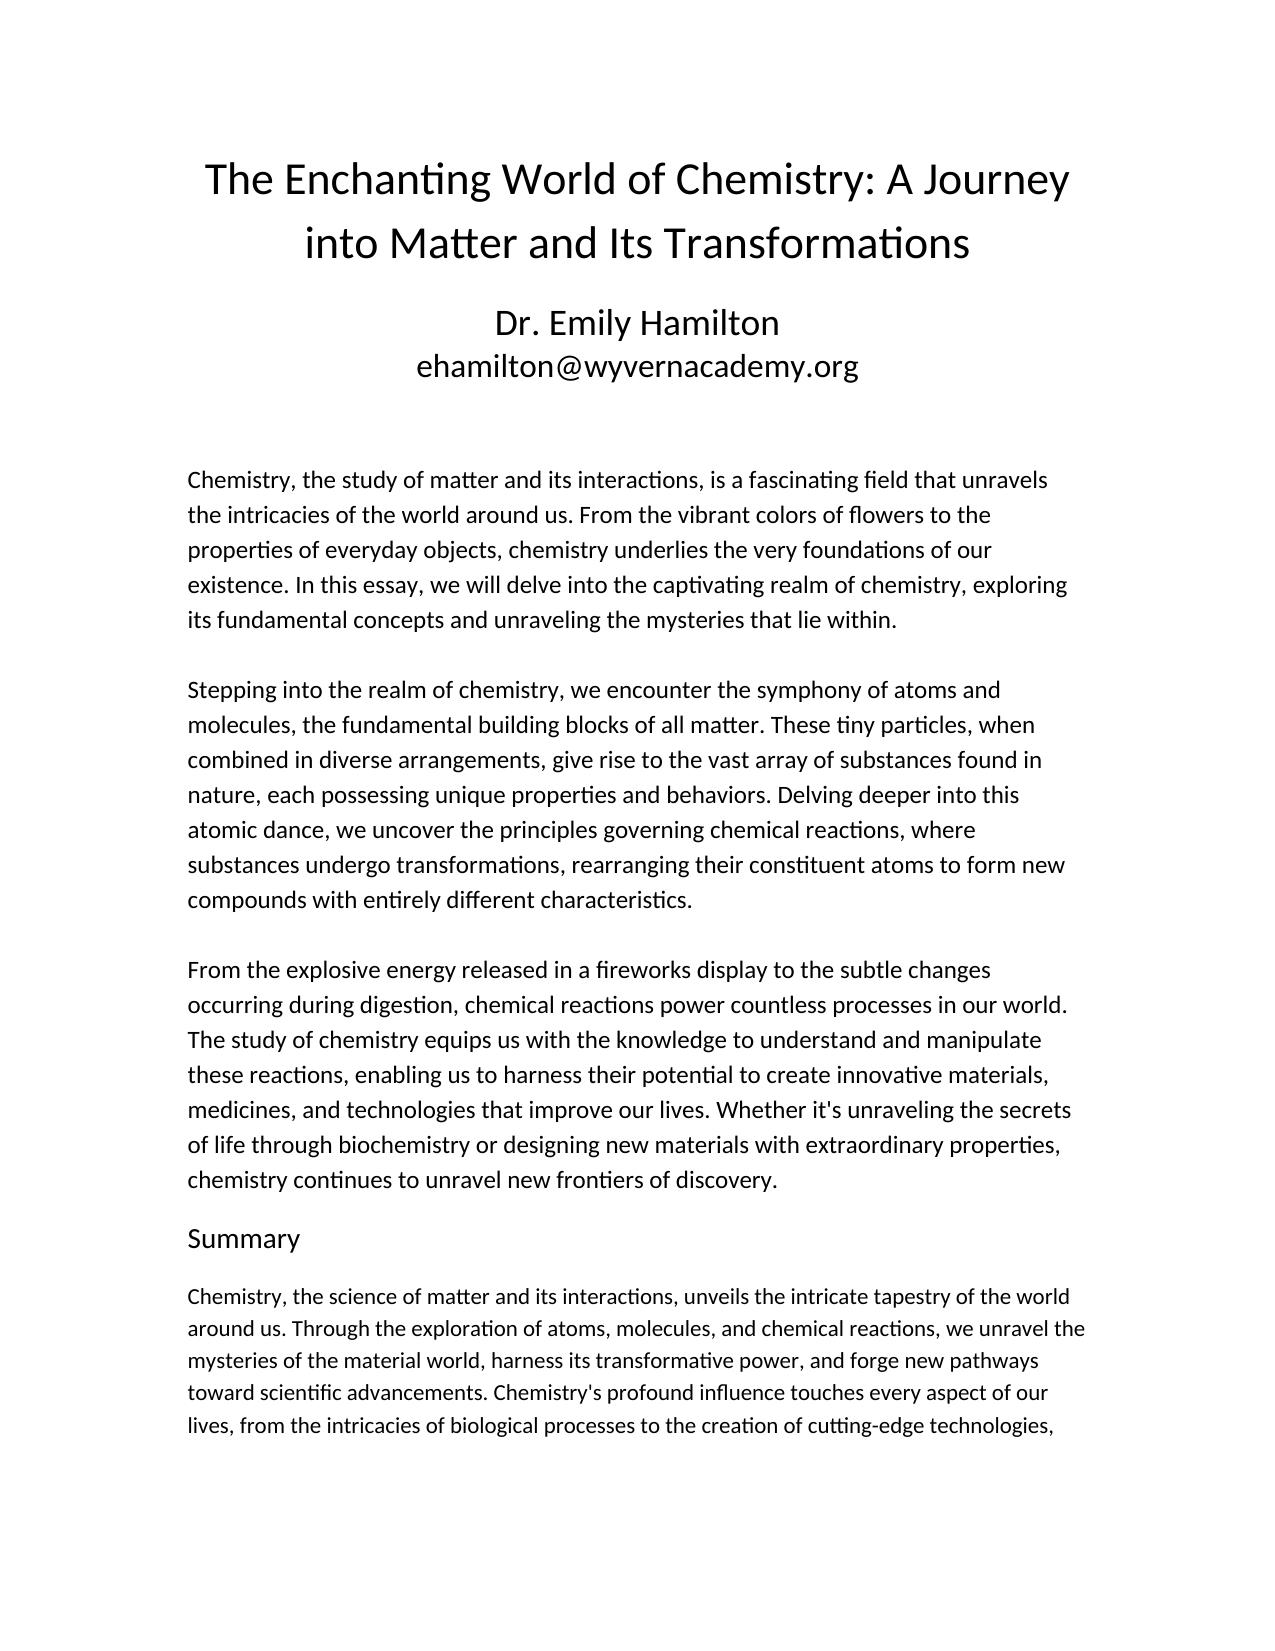 The Enchanting World of Chemistry: A Journey
into Matter and Its Transformations
Dr. Emily Hamilton
ehamilton@wyvernacademy.org
Chemistry, the study of matter and its interactions, is a fascinating field that unravels
the intricacies of the world around us. From the vibrant colors of flowers to the
properties of everyday objects, chemistry underlies the very foundations of our
existence. In this essay, we will delve into the captivating realm of chemistry, exploring
its fundamental concepts and unraveling the mysteries that lie within.
Stepping into the realm of chemistry, we encounter the symphony of atoms and
molecules, the fundamental building blocks of all matter. These tiny particles, when
combined in diverse arrangements, give rise to the vast array of substances found in
nature, each possessing unique properties and behaviors. Delving deeper into this
atomic dance, we uncover the principles governing chemical reactions, where
substances undergo transformations, rearranging their constituent atoms to form new
compounds with entirely different characteristics.
From the explosive energy released in a fireworks display to the subtle changes
occurring during digestion, chemical reactions power countless processes in our world.
The study of chemistry equips us with the knowledge to understand and manipulate
these reactions, enabling us to harness their potential to create innovative materials,
medicines, and technologies that improve our lives. Whether it's unraveling the secrets
of life through biochemistry or designing new materials with extraordinary properties,
chemistry continues to unravel new frontiers of discovery.
Summary
Chemistry, the science of matter and its interactions, unveils the intricate tapestry of the world
around us. Through the exploration of atoms, molecules, and chemical reactions, we unravel the
mysteries of the material world, harness its transformative power, and forge new pathways
toward scientific advancements. Chemistry's profound influence touches every aspect of our
lives, from the intricacies of biological processes to the creation of cutting-edge technologies,